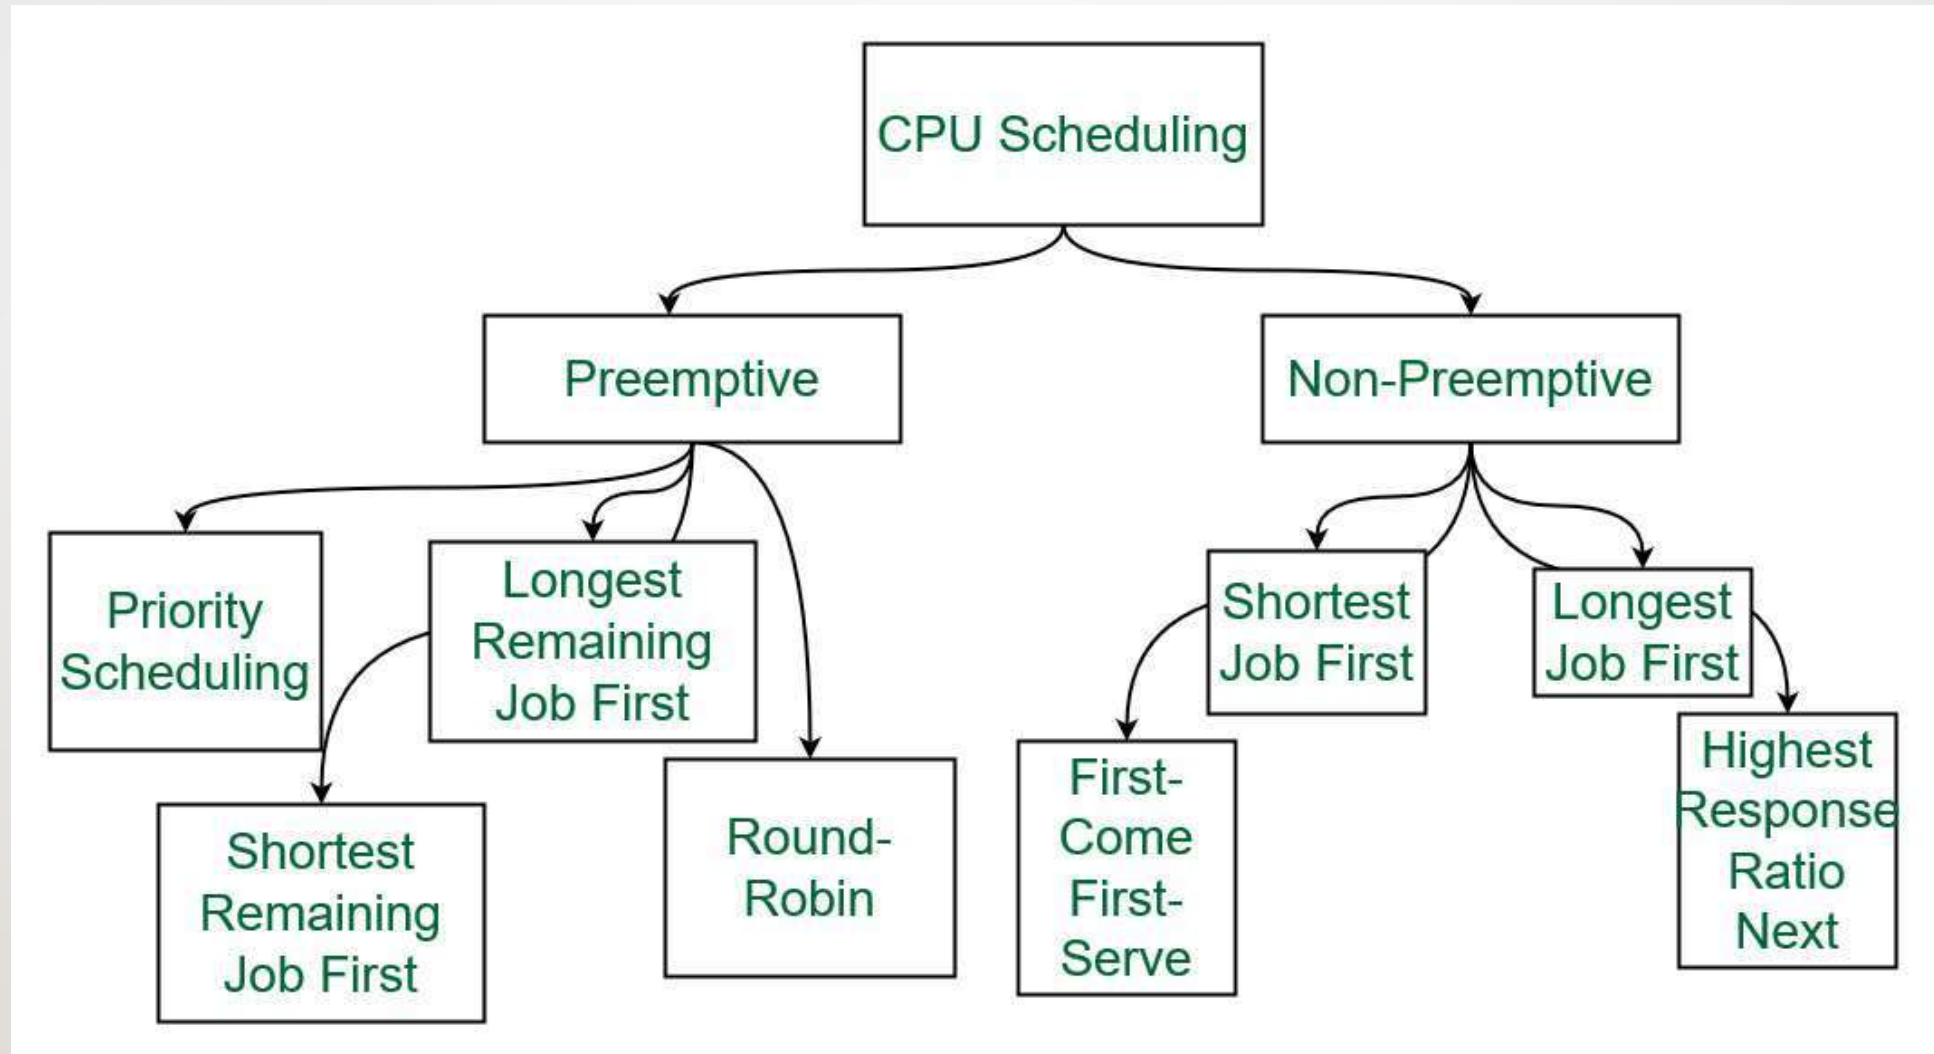 CPU Scheduling
Preemptive
Non-Preemptive
Priority
Scheduling
Longest
Remaining
Job First
Shortest
Job First
Longest
Job First
Shortest
Remaining
Job First
Round-
Robin
First-
Come
First-
Serve
Highest
Response
Ratio
Next